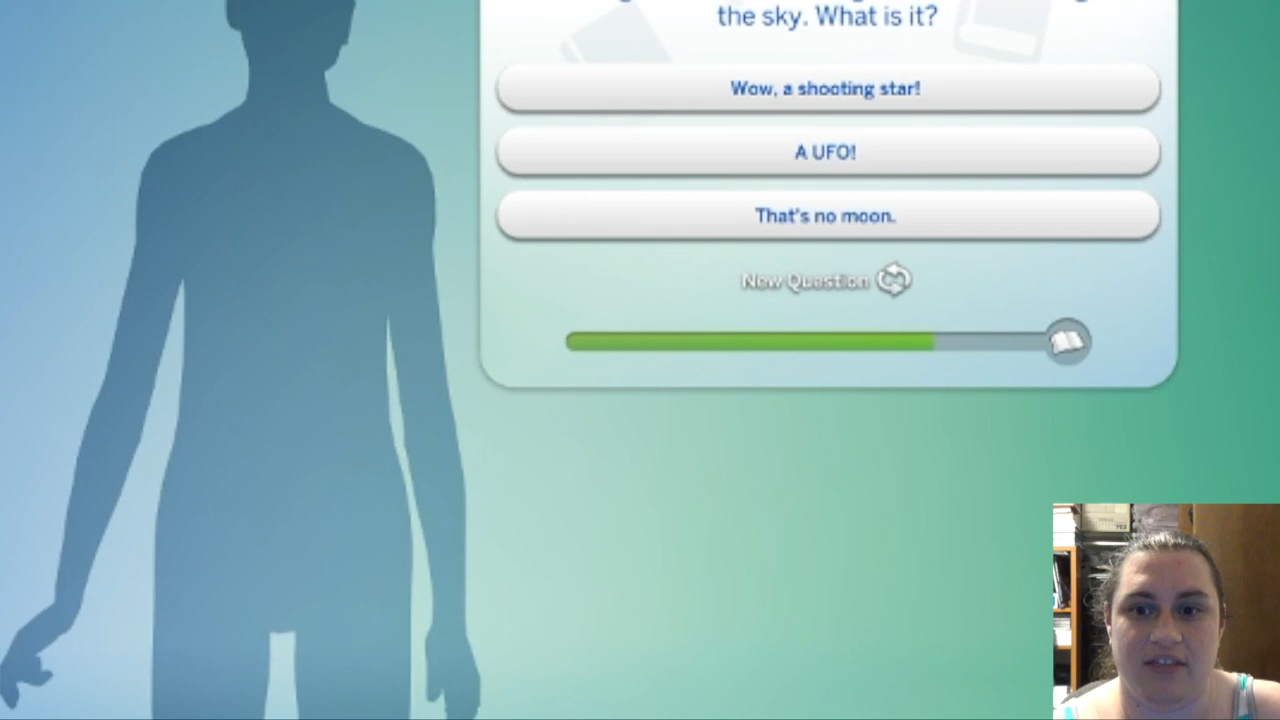 the sky. What is it?
Wow, a shooting star!
A UFO!
That's no moon.
New Question